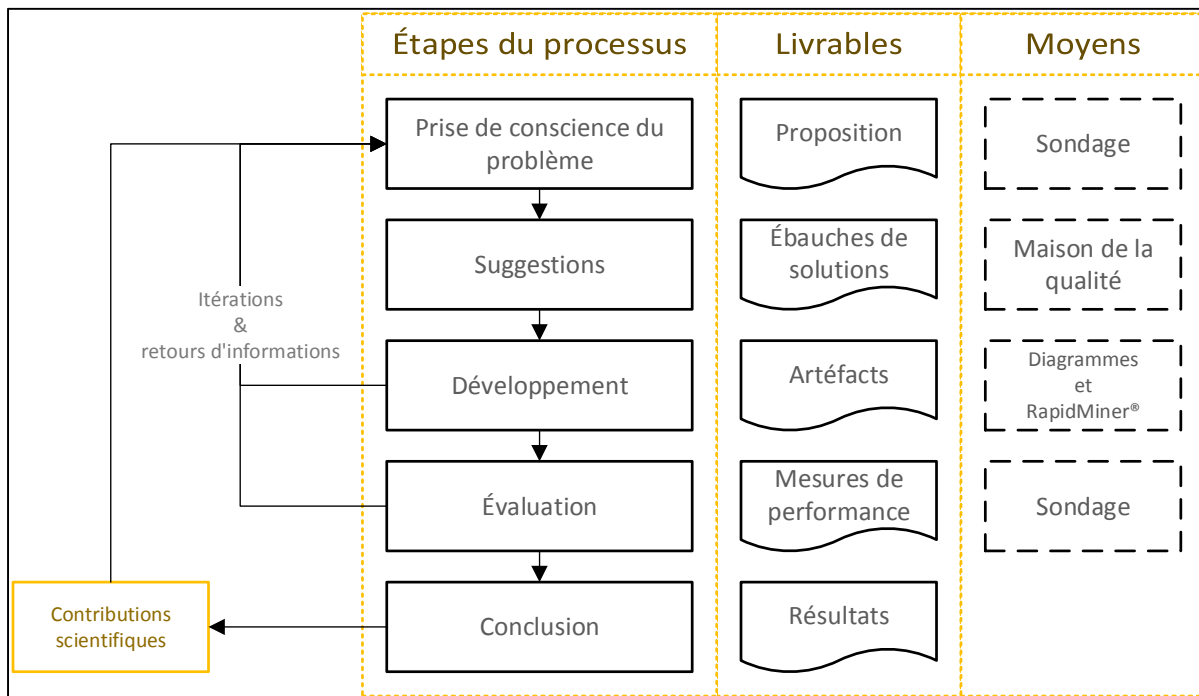 Étapes du processus
Livrables
Moyens
Prise de conscience du
problème
Proposition
Sondage
Suggestions
Ébauches de
solutions
Maison de la
qualité
Itérations
&
retours d'informations
Développement
Artéfacts
Diagrammes
et
RapidMiner®
Évaluation
Mesures de
performance
Sondage
Contributions
scientifiques
Conclusion
Résultats